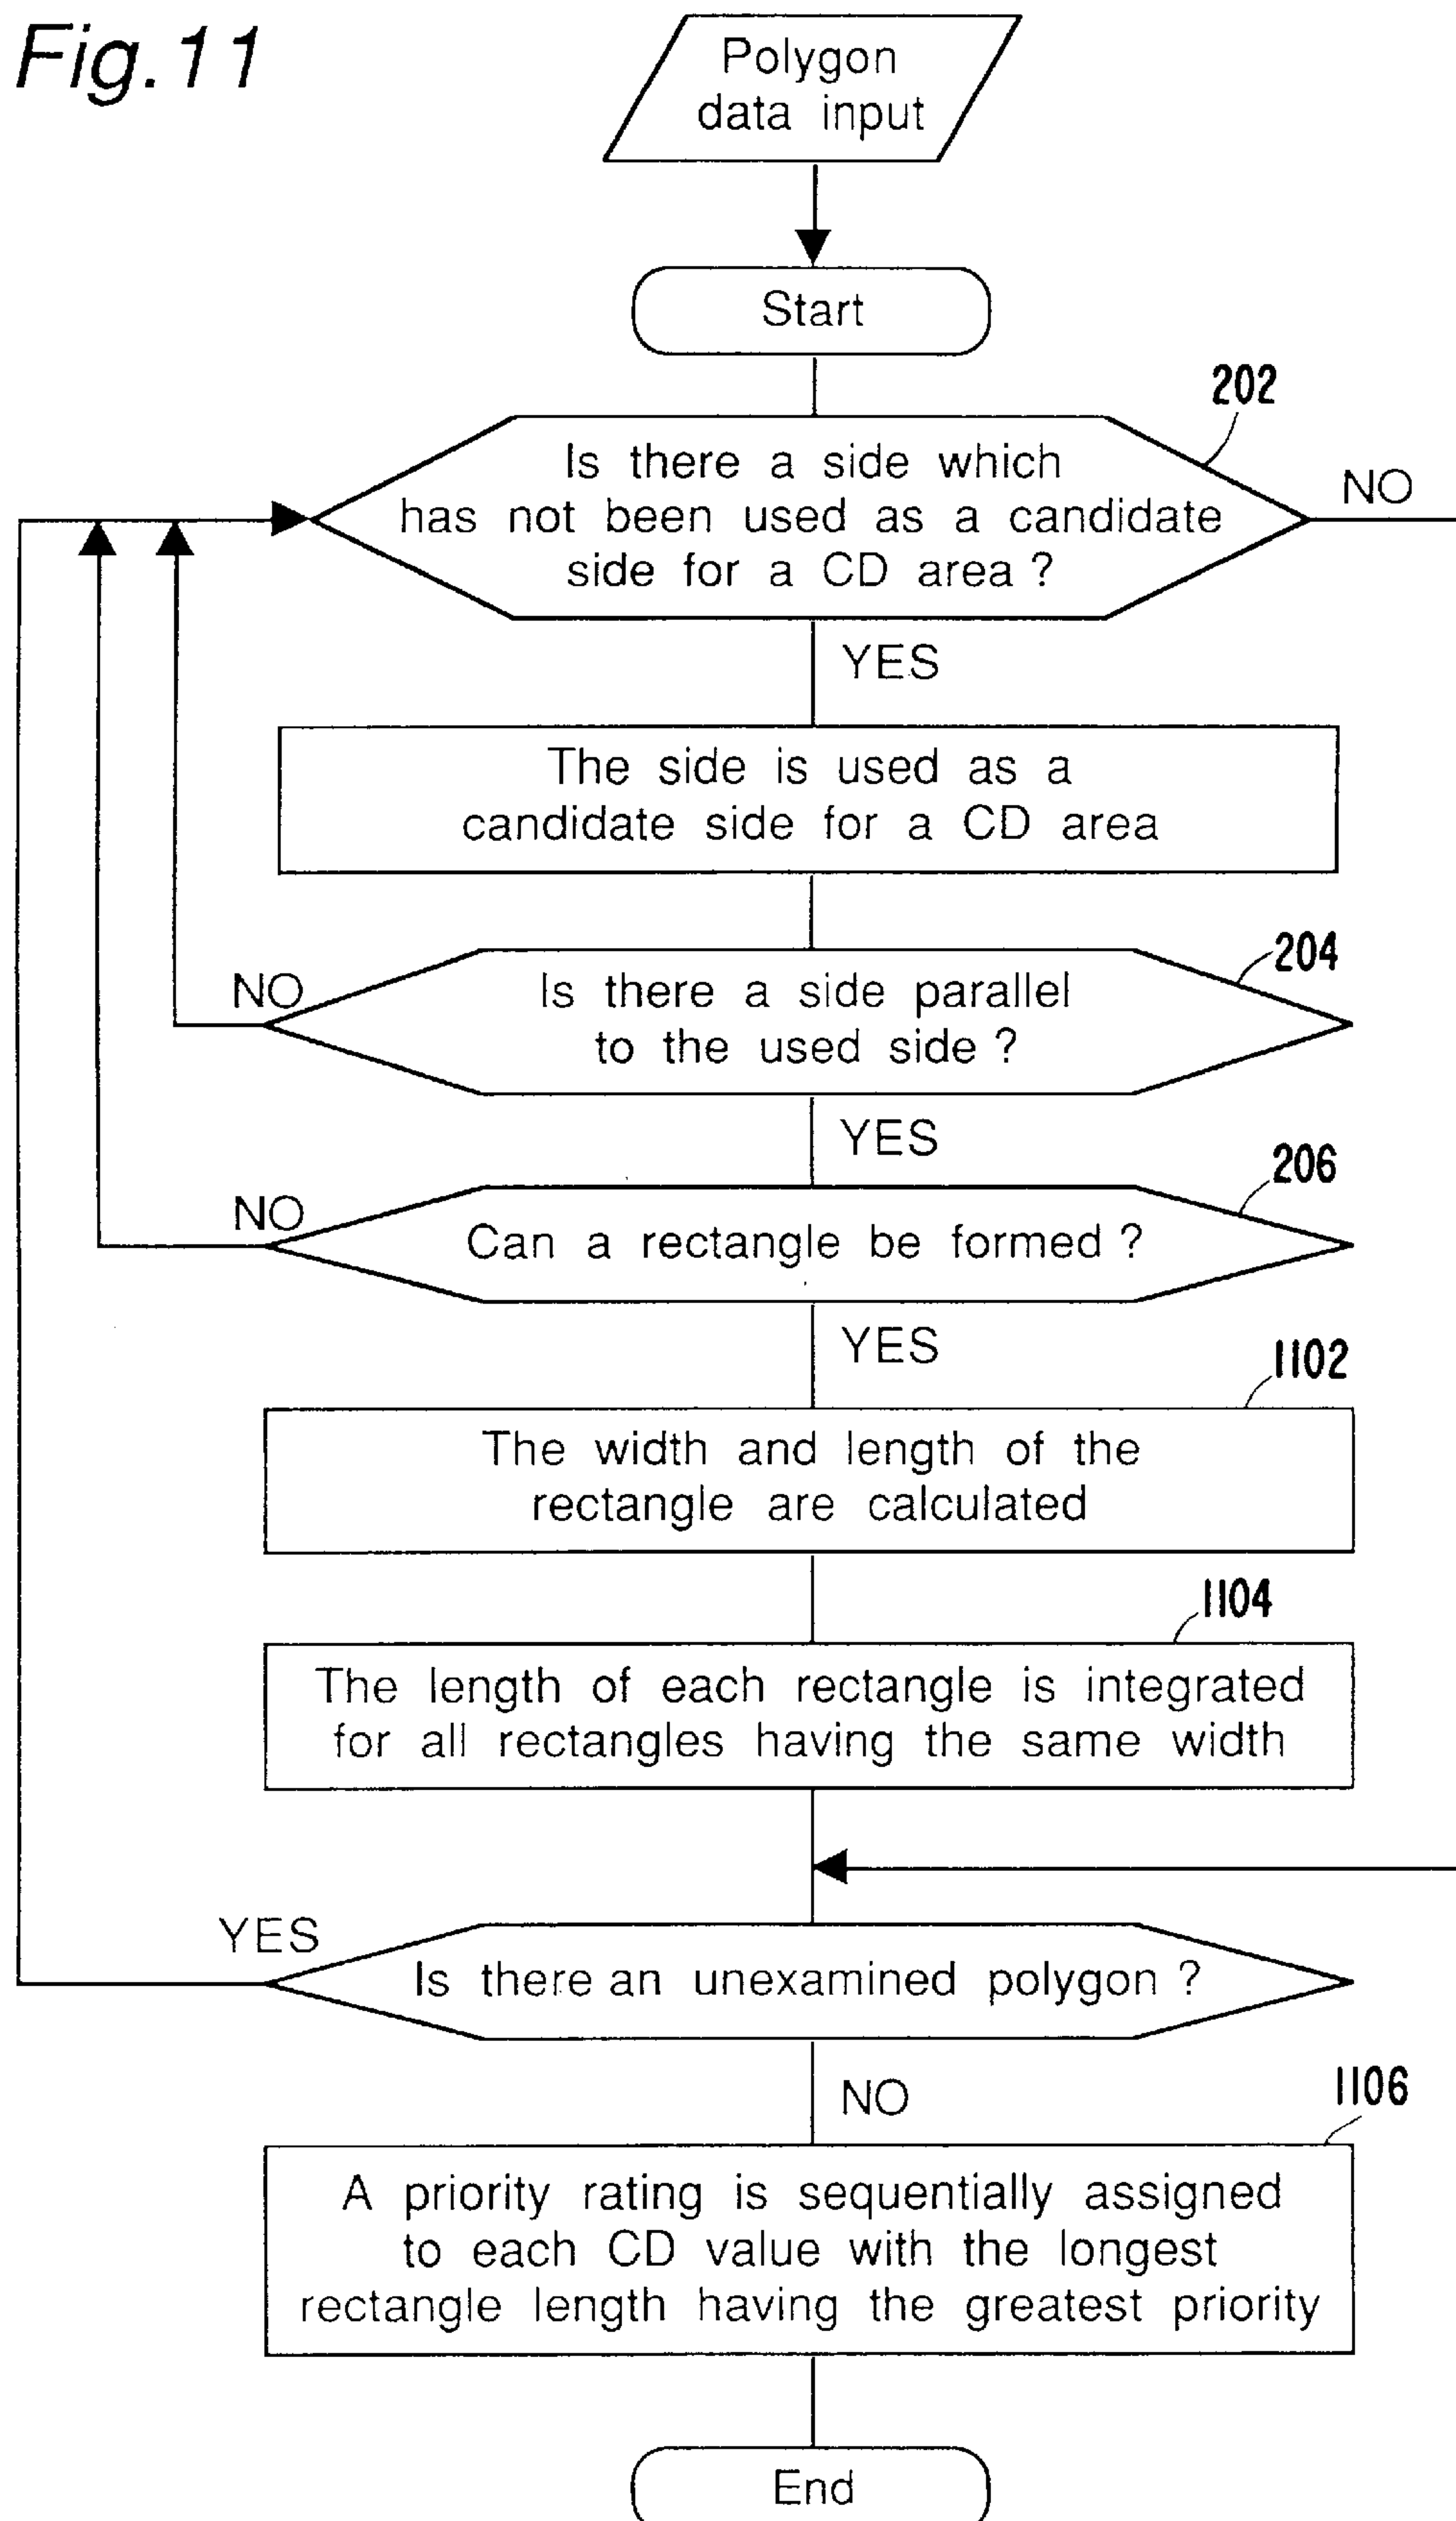 Fig.11
Polygon
data input
Start
202
Is there a side which
has not been used as a candidate
side for a CD area ?
NO
YES
The side is used as a
candidate side for a CD area
204
NO
Is there a side parallel
to the used side ?
YES
206
NO
Can a rectangle be formed ?
YES
1102
The width and length of the
rectangle are calculated
1104
The length of each rectangle is integrated
for all rectangles having the same width
YES
Is there an unexamined polygon ?
NO
1106
A priority rating is sequentially assigned
to each CD value with the longest
rectangle length having the greatest priority
End